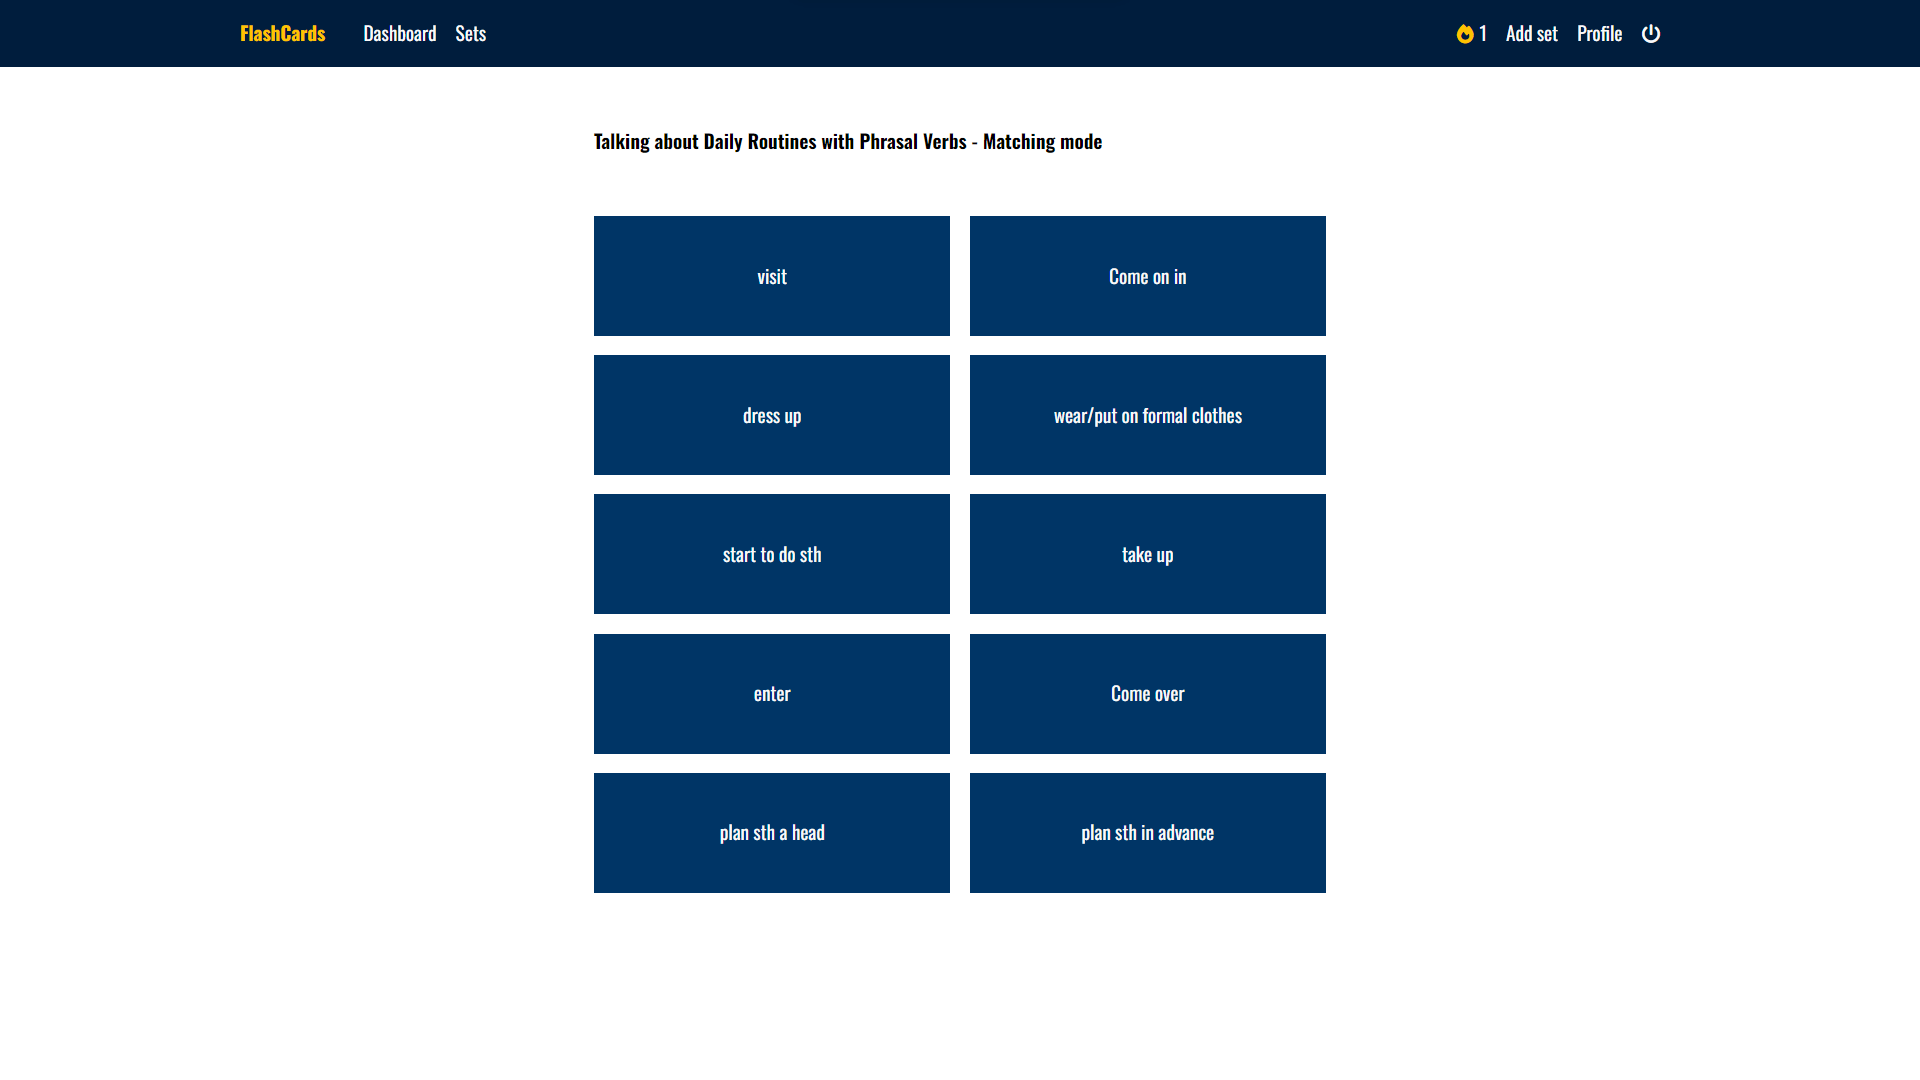 FlashCards Dashboard Sets 1 Add set Profile
Talking about Daily Routines with Phrasal Verbs - Matching mode
visit
Come on in
dress up
wear/put on formal clothes
start to do sth
take up
enter
Come over
plan sth a head
plan sth in advance